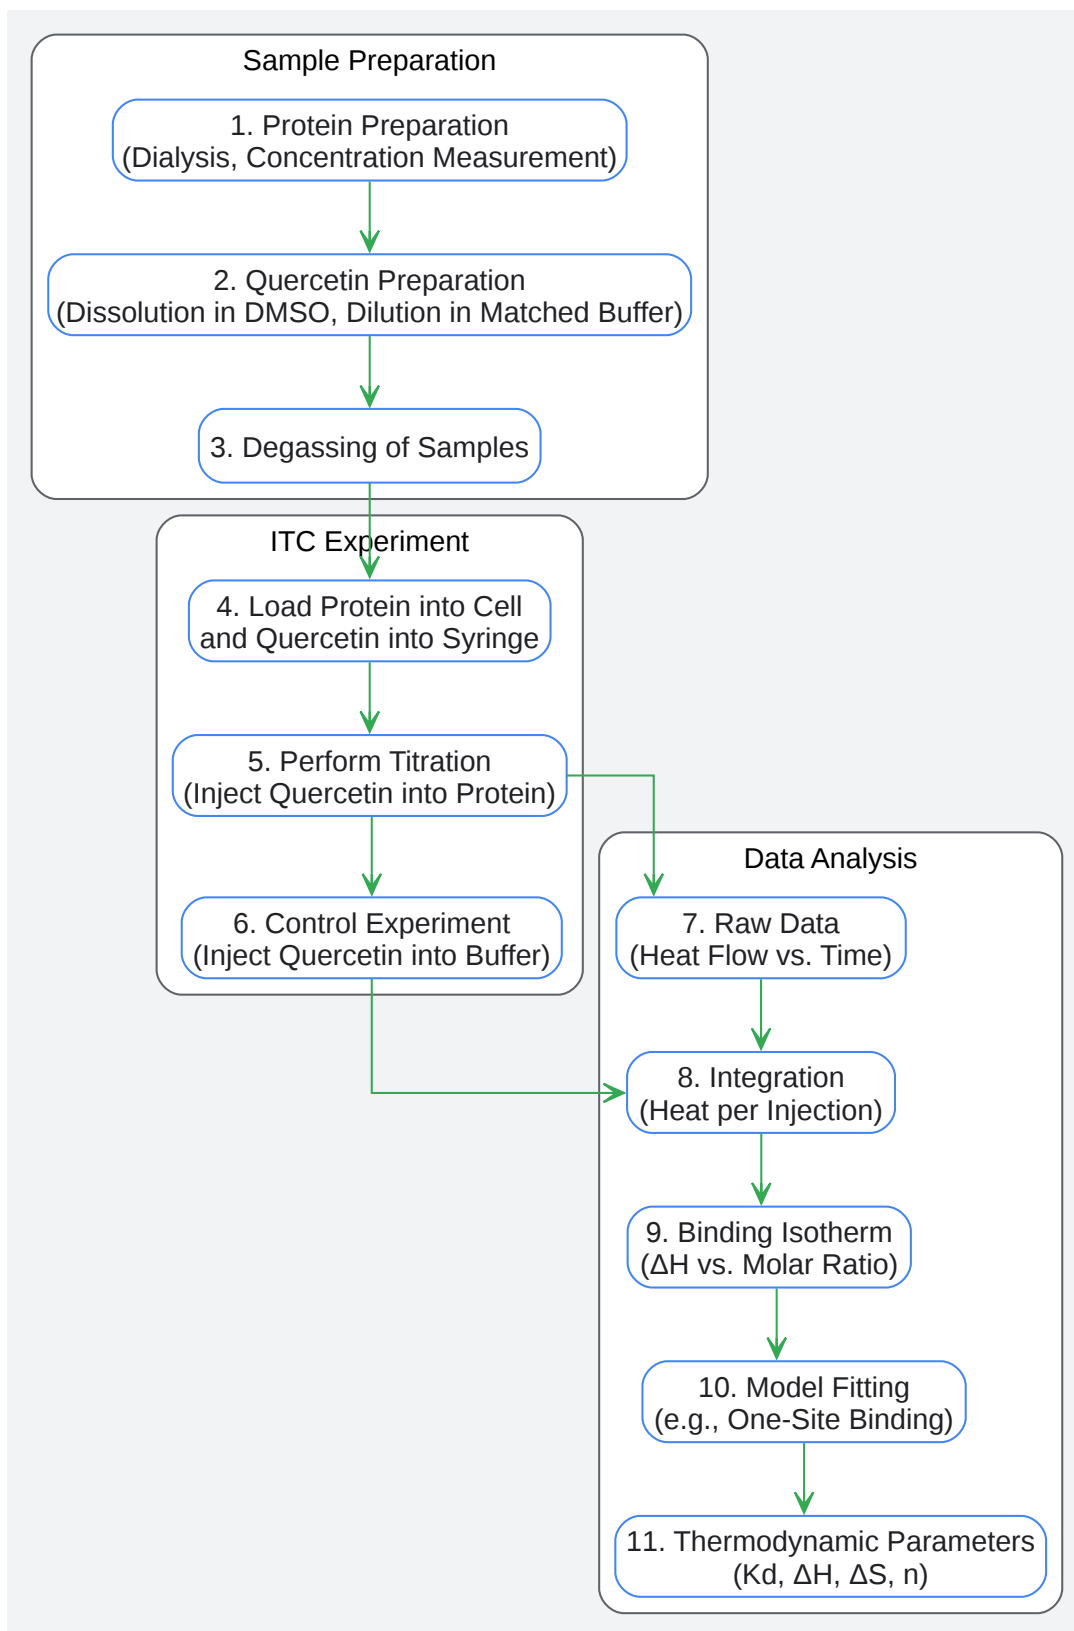 Sample Preparation
1. Protein Preparation
(Dialysis, Concentration Measurement)
2. Quercetin Preparation
(Dissolution in DMSO, Dilution in Matched Buffer)
3. Degassing of Samples
ITC Experiment
4. Load Protein into Cell
and Quercetin into Syringe
5. Perform Titration
(Inject Quercetin into Protein)
6. Control Experiment
(Inject Quercetin into Buffer)
Data Analysis
7. Raw Data
(Heat Flow vs. Time)
8. Integration
(Heat per Injection)
9. Binding Isotherm
(ΔH vs. Molar Ratio)
10. Model Fitting
(e.g., One-Site Binding)
11. Thermodynamic Parameters
(Kd, ΔH, ΔS, n)